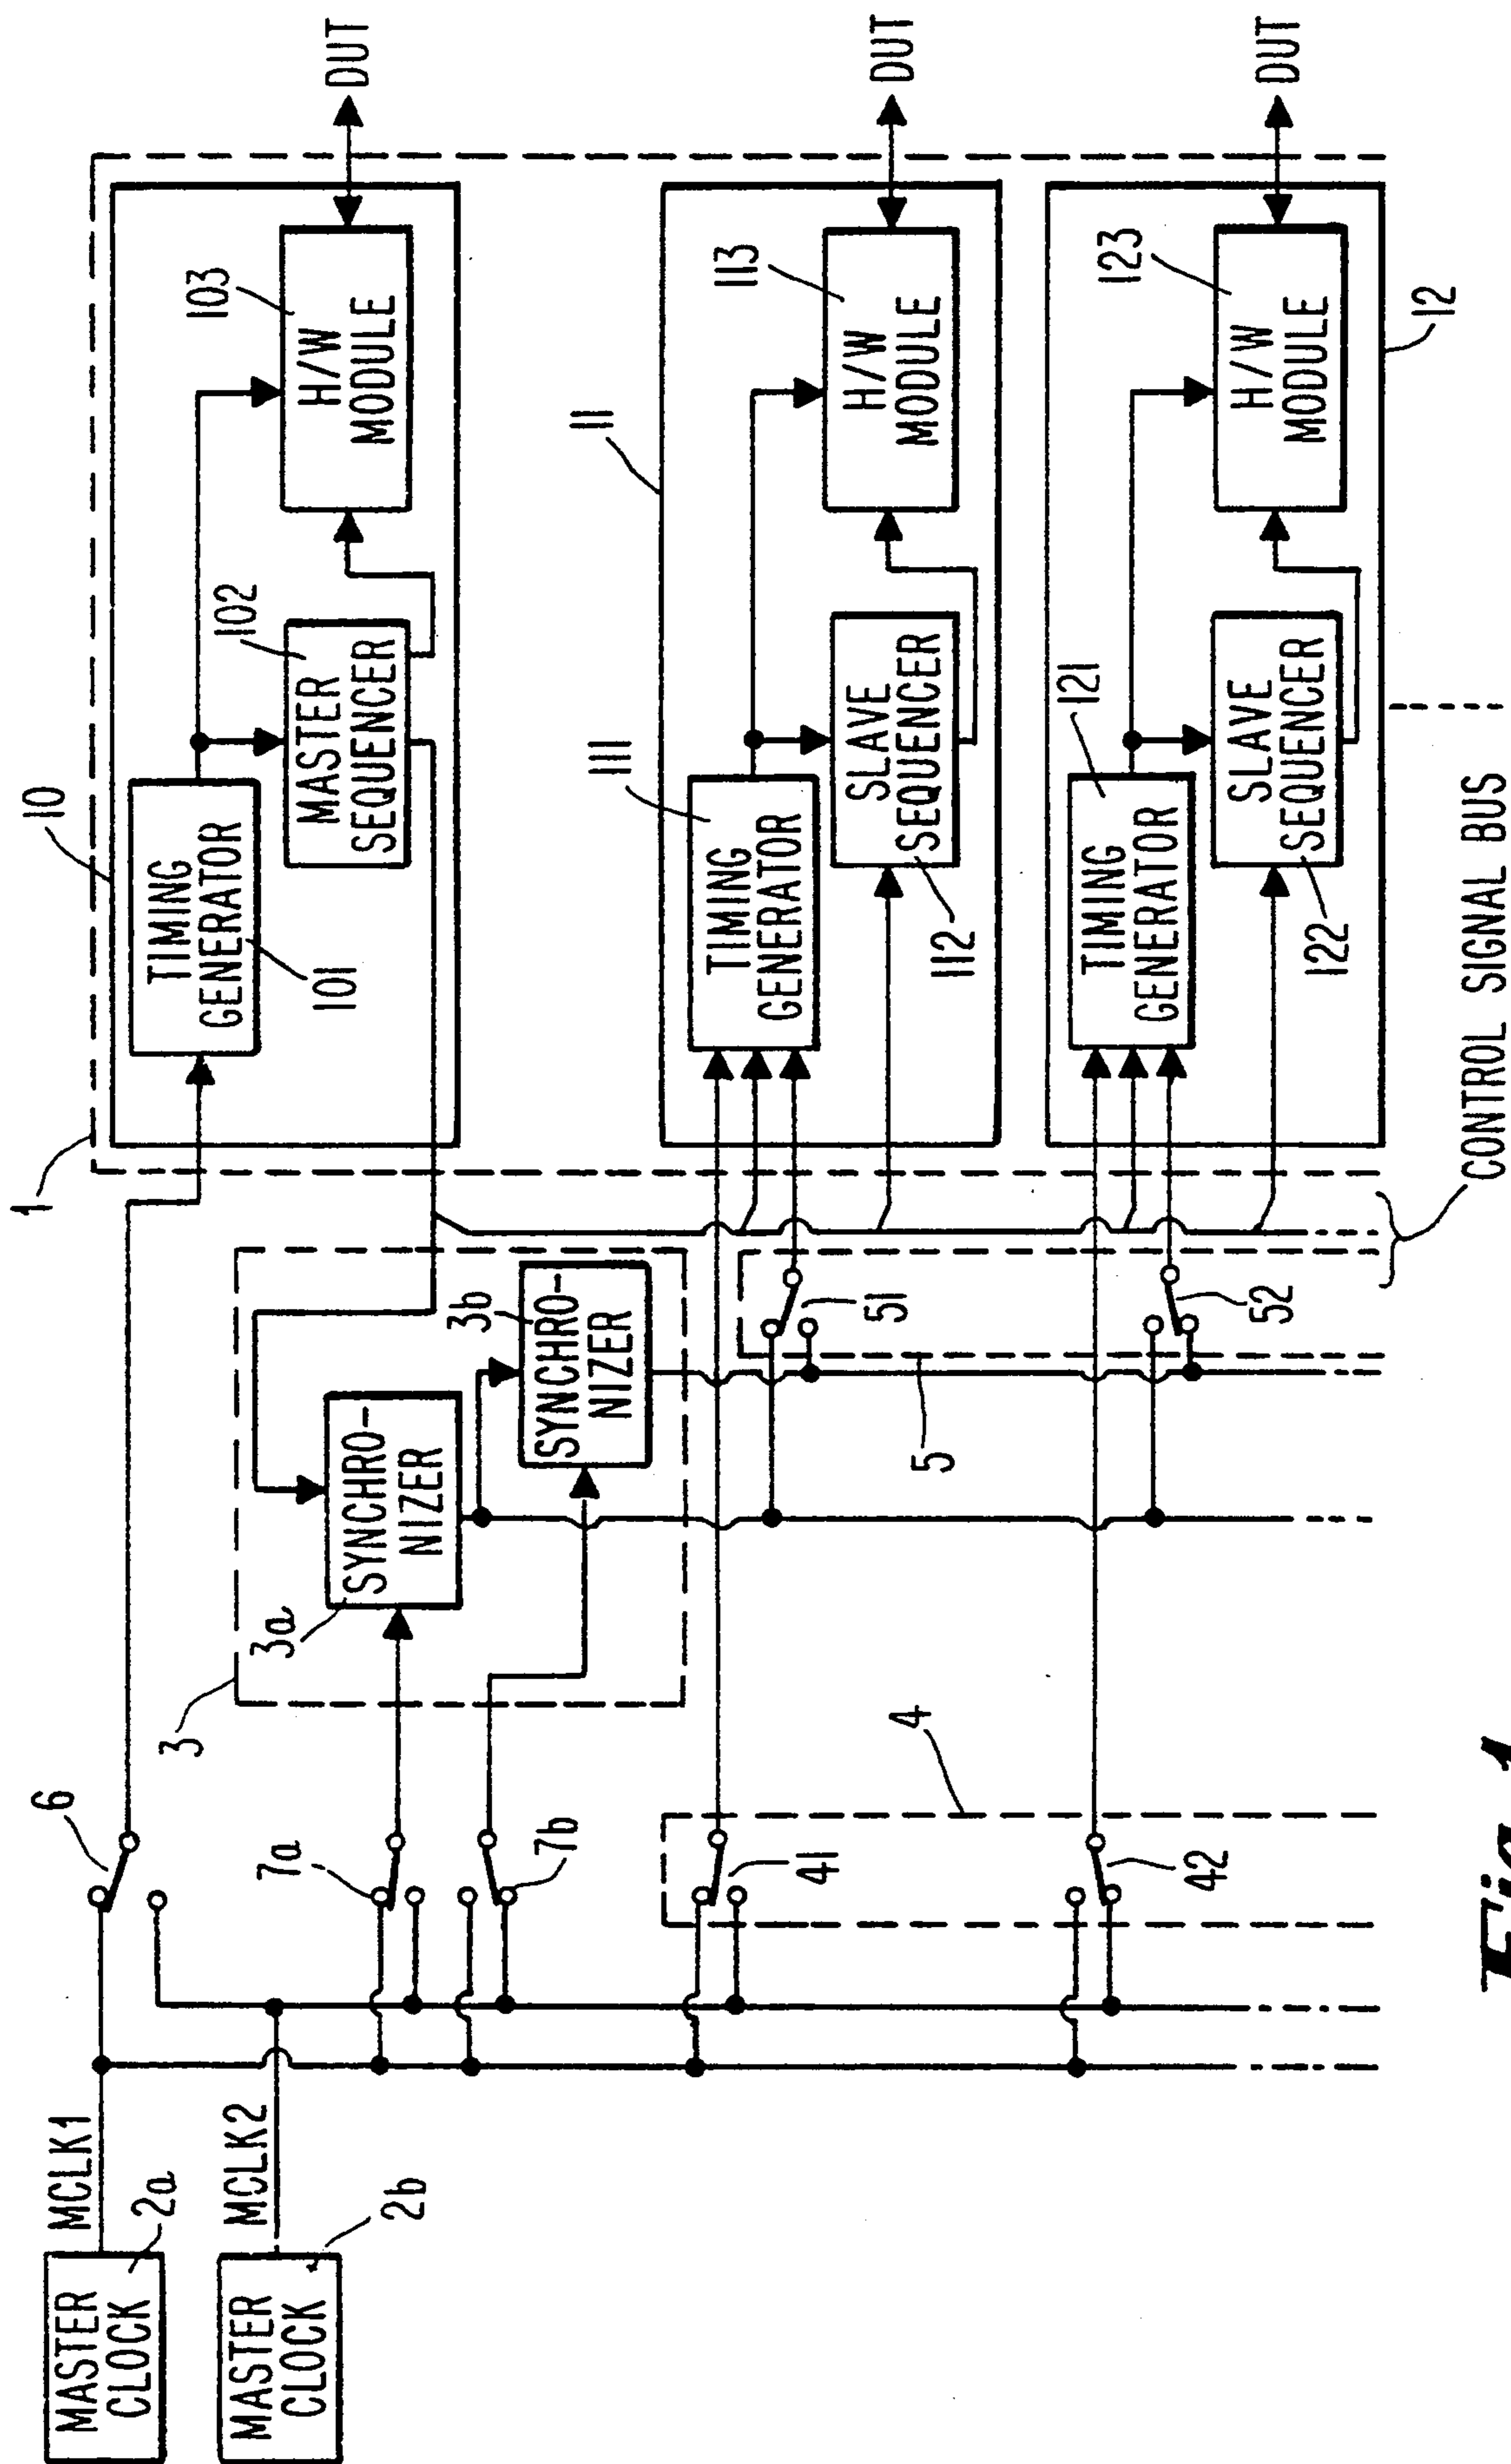 MASTER
CLOCK
2a
MCLK1
MASTER
CLOCK
2b
MCLK2
6
7a
7b
4
41
42
3
3a
SYNCHRO-
NIZER
3b
SYNCHRO-
NIZER
5
51
52
1
10
TIMING
GENERATOR
101
MASTER
SEQUENCER
102
H/W
MODULE
103
DUT
11
TIMING
GENERATOR
111
SLAVE
SEQUENCER
112
H/W
MODULE
113
DUT
12
TIMING
GENERATOR
121
SLAVE
SEQUENCER
122
H/W
MODULE
123
DUT
CONTROL SIGNAL BUS
Fig. 1